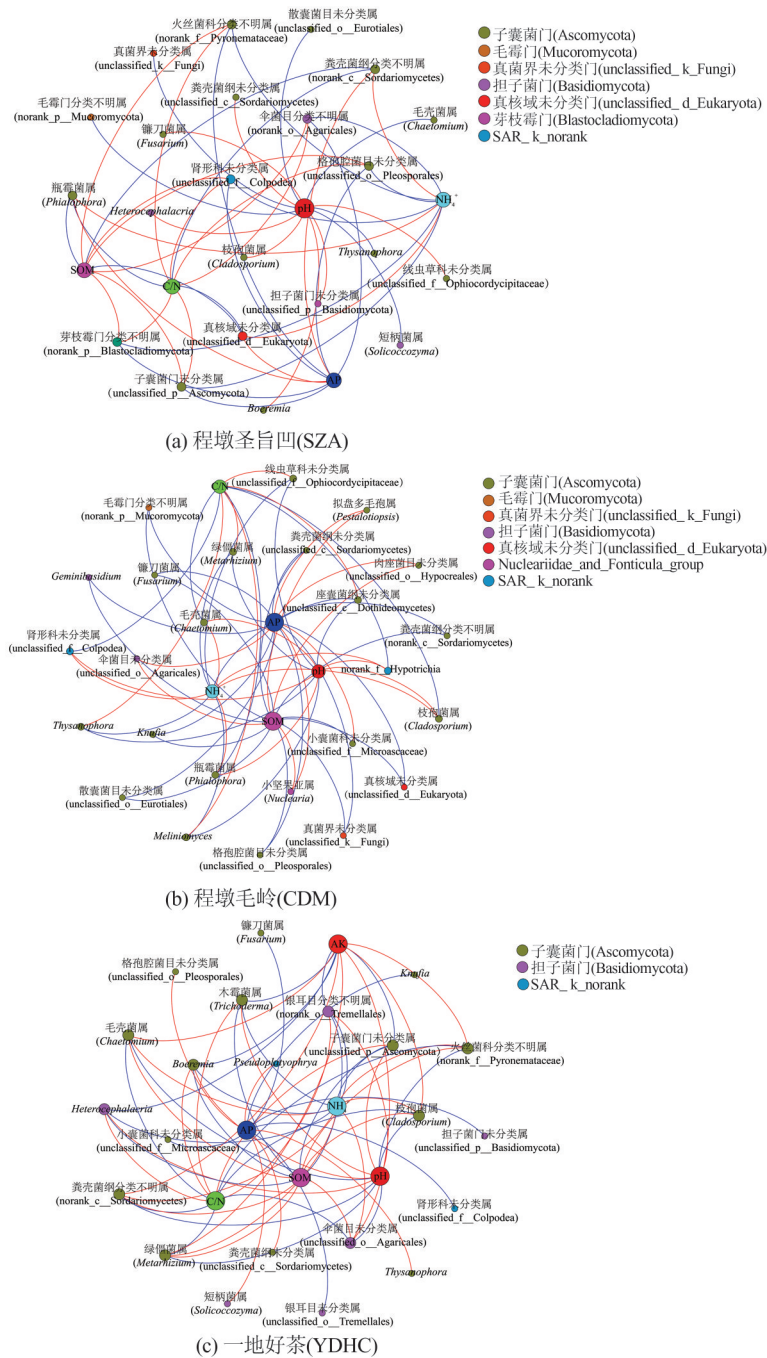 散囊菌目未分类属
(unclassified_o__Eurotiales)
火丝菌科分类不明属
(norank_f__Pyronemataceae)
真菌界未分类属
(unclassified_k__Fungi)
粪壳菌纲分类不明属
(norank_c__Sordariomycetes)
粪壳菌纲未分类属
(unclassified_c__Sordariomycetes)
毛霉门分类不明属
(norank_p__Mucoromycota)
伞菌目分类不明属
(norank_o__Agaricales)
毛壳菌属
(Chaetomium)
镰刀菌属
(Fusarium)
格孢腔菌目未分类属
(unclassified_o__Pleosporales)
肾形科未分类属
(unclassified_f__Colpodea)
瓶霉菌属
(Phialophora)
Heterocephalacria
pH
NH4+
枝孢菌属
(Cladosporium)
Thysanophora
SOM
C/N
线虫草科未分类属
(unclassified_f__Ophiocordycipitaceae)
担子菌门未分类属
(unclassified_p__Basidiomycota)
芽枝霉门分类不明属
(norank_p__Blastocladiomycota)
真核域未分类属
(unclassified_d__Eukaryota)
短柄菌属
(Solicoccozyma)
子囊菌门未分类属
(unclassified_p__Ascomycota)
AP
Boeremia
子囊菌门(Ascomycota)
毛霉门(Mucoromycota)
真菌界未分类门(unclassified_k_Fungi)
担子菌门(Basidiomycota)
真核域未分类门(unclassified_d_Eukaryota)
芽枝霉门(Blastocladiomycota)
SAR_k_norank
(a) 程墩圣旨凹(SZA)
C/N
线虫草科未分类属
(unclassified_f__Ophiocordycipitaceae)
毛霉门分类不明属
(norank_p__Mucoromycota)
拟盘多毛孢属
(Pestalotiopsis)
绿僵菌属
(Metarhizium)
粪壳菌纲未分类属
(unclassified_c__Sordariomycetes)
Geminibasidium
镰刀菌属
(Fusarium)
肉座菌目未分类属
(unclassified_o__Hypocreales)
座囊菌纲未分类属
(unclassified_c__Dothideomycetes)
毛壳菌属
(Chaetomium)
AP
肾形科未分类属
(unclassified_f__Colpodea)
粪壳菌纲分类不明属
(norank_c__Sordariomycetes)
伞菌目未分类属
(unclassified_o__Agaricales)
pH
norank_f__Hypotrichia
NH4+
枝孢菌属
(Cladosporium)
SOM
Thysanophora
Knufia
小囊菌科未分类属
(unclassified_f__Microascaceae)
瓶霉菌属
(Phialophora)
散囊菌目未分类属
(unclassified_o__Eurotiales)
小坚果亚属
(Nuclearia)
真核域未分类属
(unclassified_d__Eukaryota)
Meliniomyces
真菌界未分类属
(unclassified_k__Fungi)
格孢腔菌目未分类属
(unclassified_o__Pleosporales)
子囊菌门(Ascomycota)
毛霉门(Mucoromycota)
真菌界未分类门(unclassified_k_Fungi)
担子菌门(Basidiomycota)
真核域未分类门(unclassified_d_Eukaryota)
Nucleariidae_and_Fonticula_group
SAR_k_norank
(b) 程墩毛岭(CDM)
镰刀菌属
(Fusarium)
AK
格孢腔菌目未分类属
(unclassified_o__Pleosporales)
Knufia
木霉菌属
(Trichoderma)
银耳目分类不明属
(norank_o__Tremellales)
毛壳菌属
(Chaetomium)
子囊菌门未分类属
(unclassified_p__Ascomycota)
火丝菌科分类不明属
(norank_f__Pyronemataceae)
Boeremia
Pseudoplatyophrya
Heterocephalacria
NH
枝孢菌属
(Cladosporium)
AP
小囊菌科未分类属
(unclassified_f__Microascaceae)
担子菌门未分类属
(unclassified_p__Basidiomycota)
粪壳菌纲分类不明属
(norank_c__Sordariomycetes)
SOM
pH
C/N
肾形科未分类属
(unclassified_f__Colpodea)
伞菌目未分类属
(unclassified_o__Agaricales)
绿僵菌属
(Metarhizium)
粪壳菌纲未分类属
(unclassified_c__Sordariomycetes)
Thysanophora
短柄菌属
(Solicoccozyma)
银耳目未分类属
(unclassified_o__Tremellales)
子囊菌门(Ascomycota)
担子菌门(Basidiomycota)
SAR_k_norank
(c) 一地好茶(YDHC)